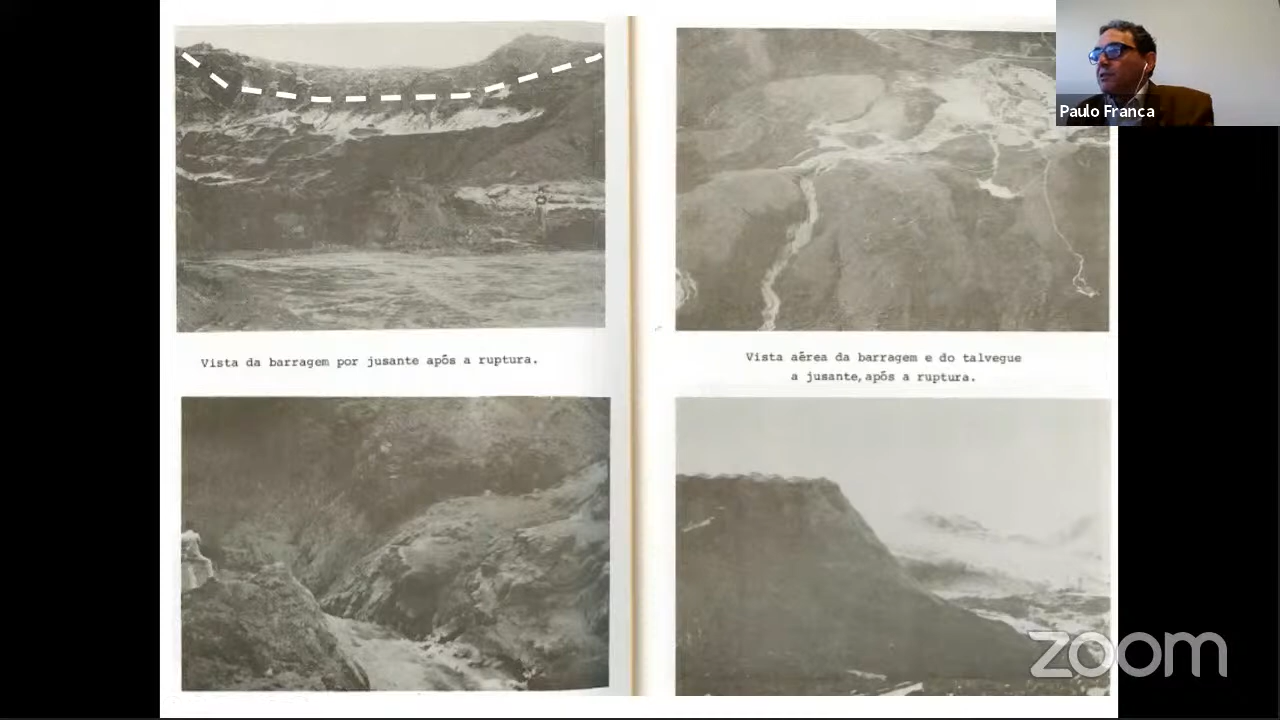 Paulo Franca
Vista da barragem por jusante após a ruptura.
Vista aérea da barragem e do talvegue
a jusante, após a ruptura.
zoom